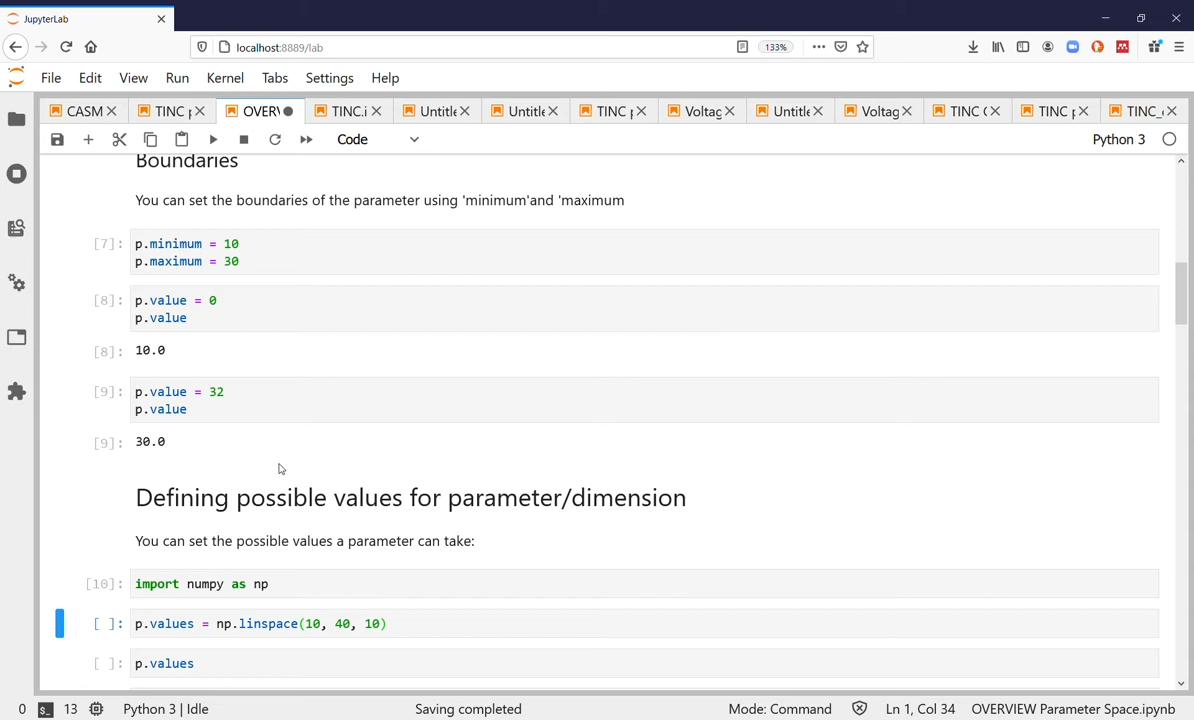 JupyterLab
localhost:8889/lab
133%
File Edit View Run Kernel Tabs Settings Help
CASM TINC p OVERV TINC.i Untitle Untitle TINC p Voltag Untitle Voltag TINC ( TINC p TINC_
Code
Python 3
Boundaries
You can set the boundaries of the parameter using 'minimum'and 'maximum
[7]: p.minimum = 10
p.maximum = 30
[8]: p.value = 0
p.value
[8]: 10.0
[9]: p.value = 32
p.value
[9]: 30.0
Defining possible values for parameter/dimension
You can set the possible values a parameter can take:
[10]: import numpy as np
[ ]: p.values = np.linspace(10, 40, 10)
[ ]: p.values
0 $_ 13 Python 3 | Idle Saving completed Mode: Command Ln 1, Col 34 OVERVIEW Parameter Space.ipynb